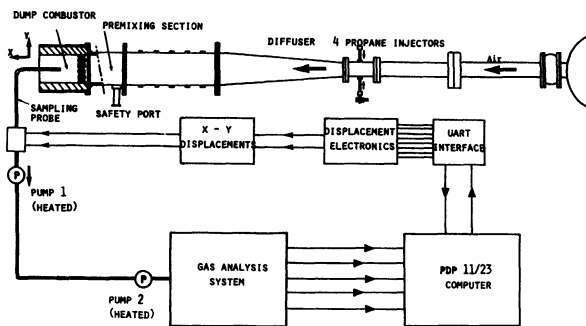 DUMP COMBUSTOR
PREMIXING SECTION
DIFFUSER
4 PROPANE INJECTORS
X
Y
Air
SAMPLING
PROBE
SAFETY PORT
X - Y
DISPLACEMENTS
DISPLACEMENT
ELECTRONICS
UART
INTERFACE
P
PUMP 1
(HEATED)
GAS ANALYSIS
SYSTEM
PDP 11/23
COMPUTER
P
PUMP 2
(HEATED)